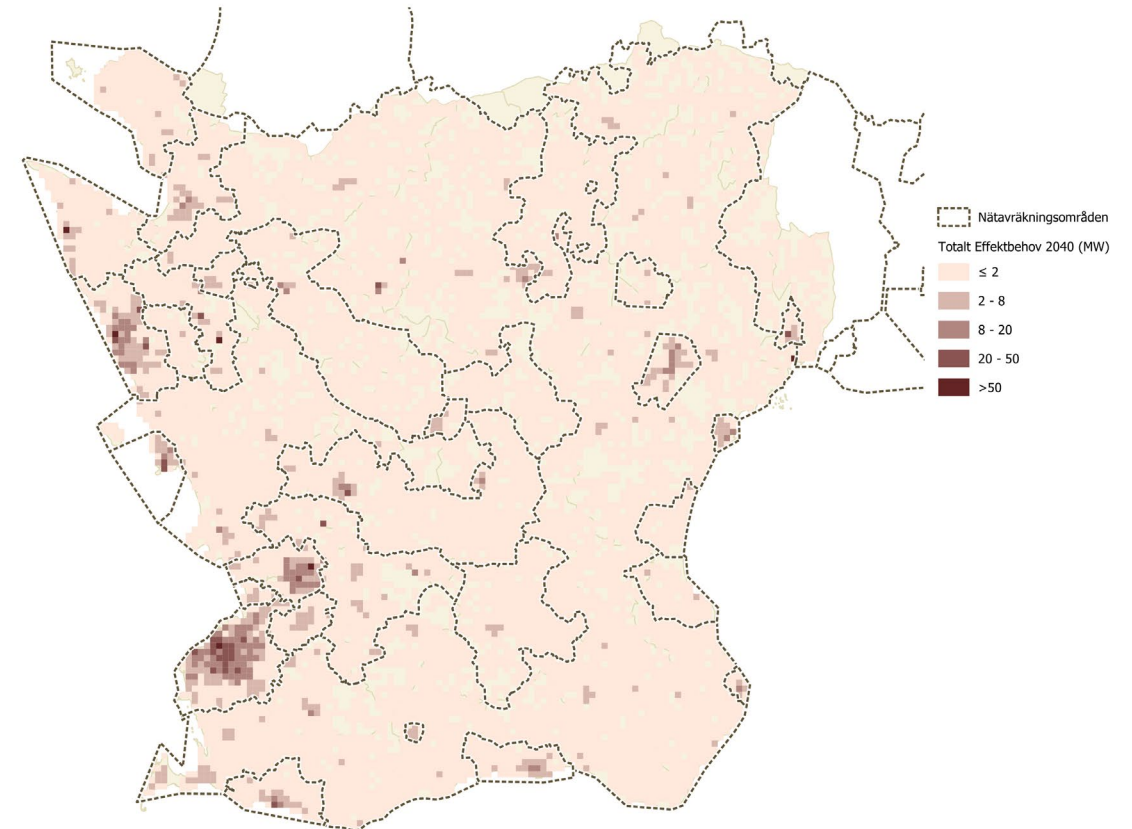 Nätavräkningsområden
Totalt Effektbehov 2040 (MW)
≤ 2
2 - 8
8 - 20
20 - 50
>50